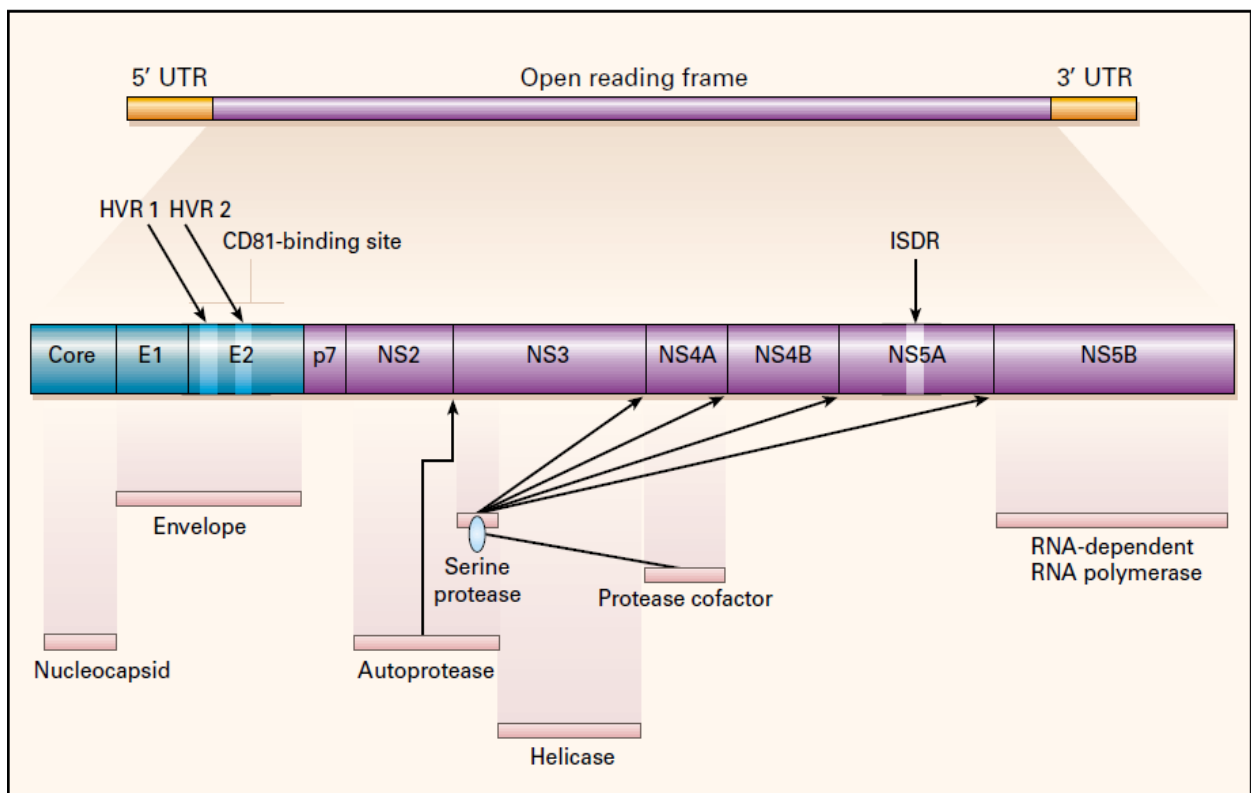 5′ UTR
Open reading frame
3′ UTR
HVR 1
HVR 2
CD81-binding site
ISDR
Core
E1
E2
p7
NS2
NS3
NS4A
NS4B
NS5A
NS5B
Envelope
Serine
protease
Protease cofactor
RNA-dependent
RNA polymerase
Nucleocapsid
Autoprotease
Helicase